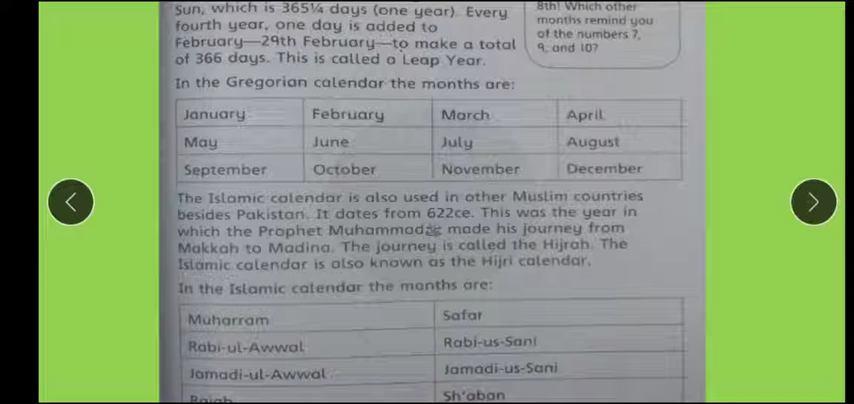 Sun, which is 365¼ days (one year). Every
fourth year, one day is added to
February—29th February—to make a total
of 366 days. This is called a Leap Year.
8th! Which other
months remind you
of the numbers 7,
9, and 10?
In the Gregorian calendar the months are:
January February March April
May June July August
September October November December
The Islamic calendar is also used in other Muslim countries
besides Pakistan. It dates from 622CE. This was the year in
which the Prophet Muhammad ﷺ made his journey from
Makkah to Madina. The journey is called the Hijrah. The
Islamic calendar is also known as the Hijri calendar.
In the Islamic calendar the months are:
Muharram Safar
Rabi-ul-Awwal Rabi-us-Sani
Jamadi-ul-Awwal Jamadi-us-Sani
Rajab Sh'aban